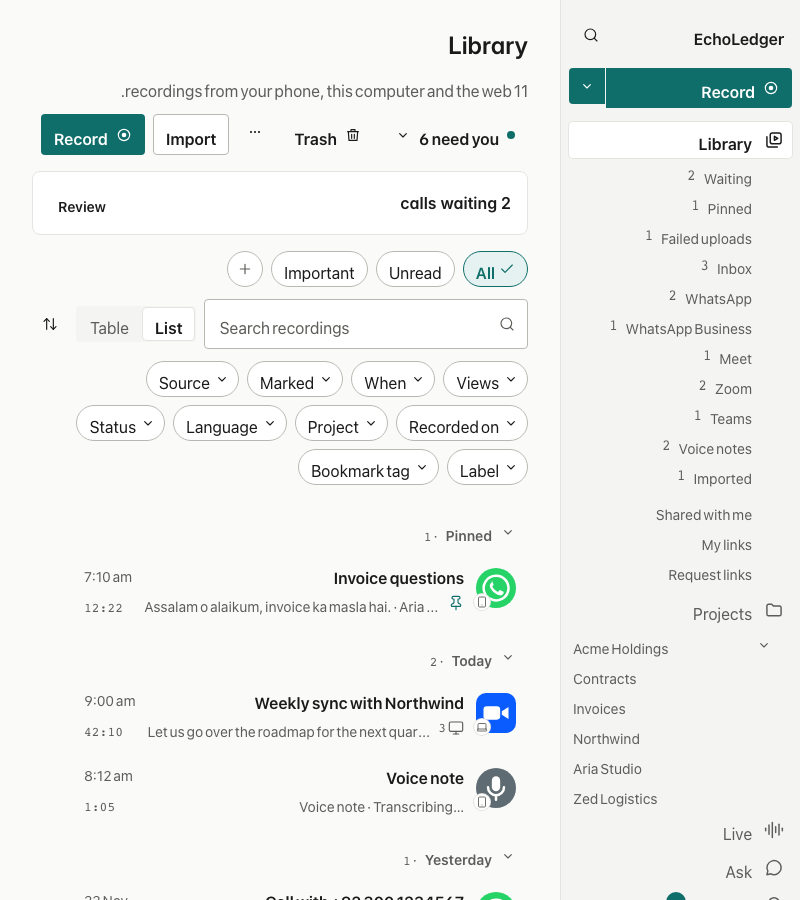 EchoLedger
Record
Library
Waiting 2
Pinned 1
Failed uploads 1
Inbox 3
WhatsApp 2
WhatsApp Business 1
Meet 1
Zoom 2
Teams 1
Voice notes 2
Imported 1
Shared with me
My links
Request links
Projects
Acme Holdings
Contracts
Invoices
Northwind
Aria Studio
Zed Logistics
Live
Ask
Library
.recordings from your phone, this computer and the web 11
6 need you
Trash
...
Import
Record
calls waiting 2
Review
All
Unread
Important
Search recordings
List
Table
Views
When
Marked
Source
Recorded on
Project
Language
Status
Label
Bookmark tag
Pinned · 1
Invoice questions
7:10 am
Assalam o alaikum, invoice ka masla hai. · Aria ...
12:22
Today · 2
Weekly sync with Northwind
9:00 am
3
Let us go over the roadmap for the next quar...
42:10
Voice note
8:12 am
Voice note · Transcribing...
1:05
Yesterday · 1